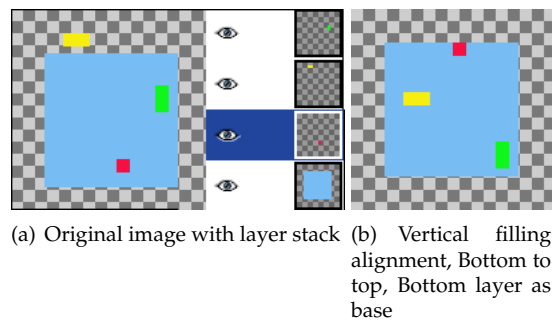 (a) Original image with layer stack
(b) Vertical filling
alignment, Bottom to
top, Bottom layer as
base